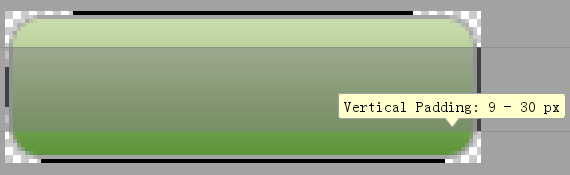 Vertical Padding: 9 - 30 px